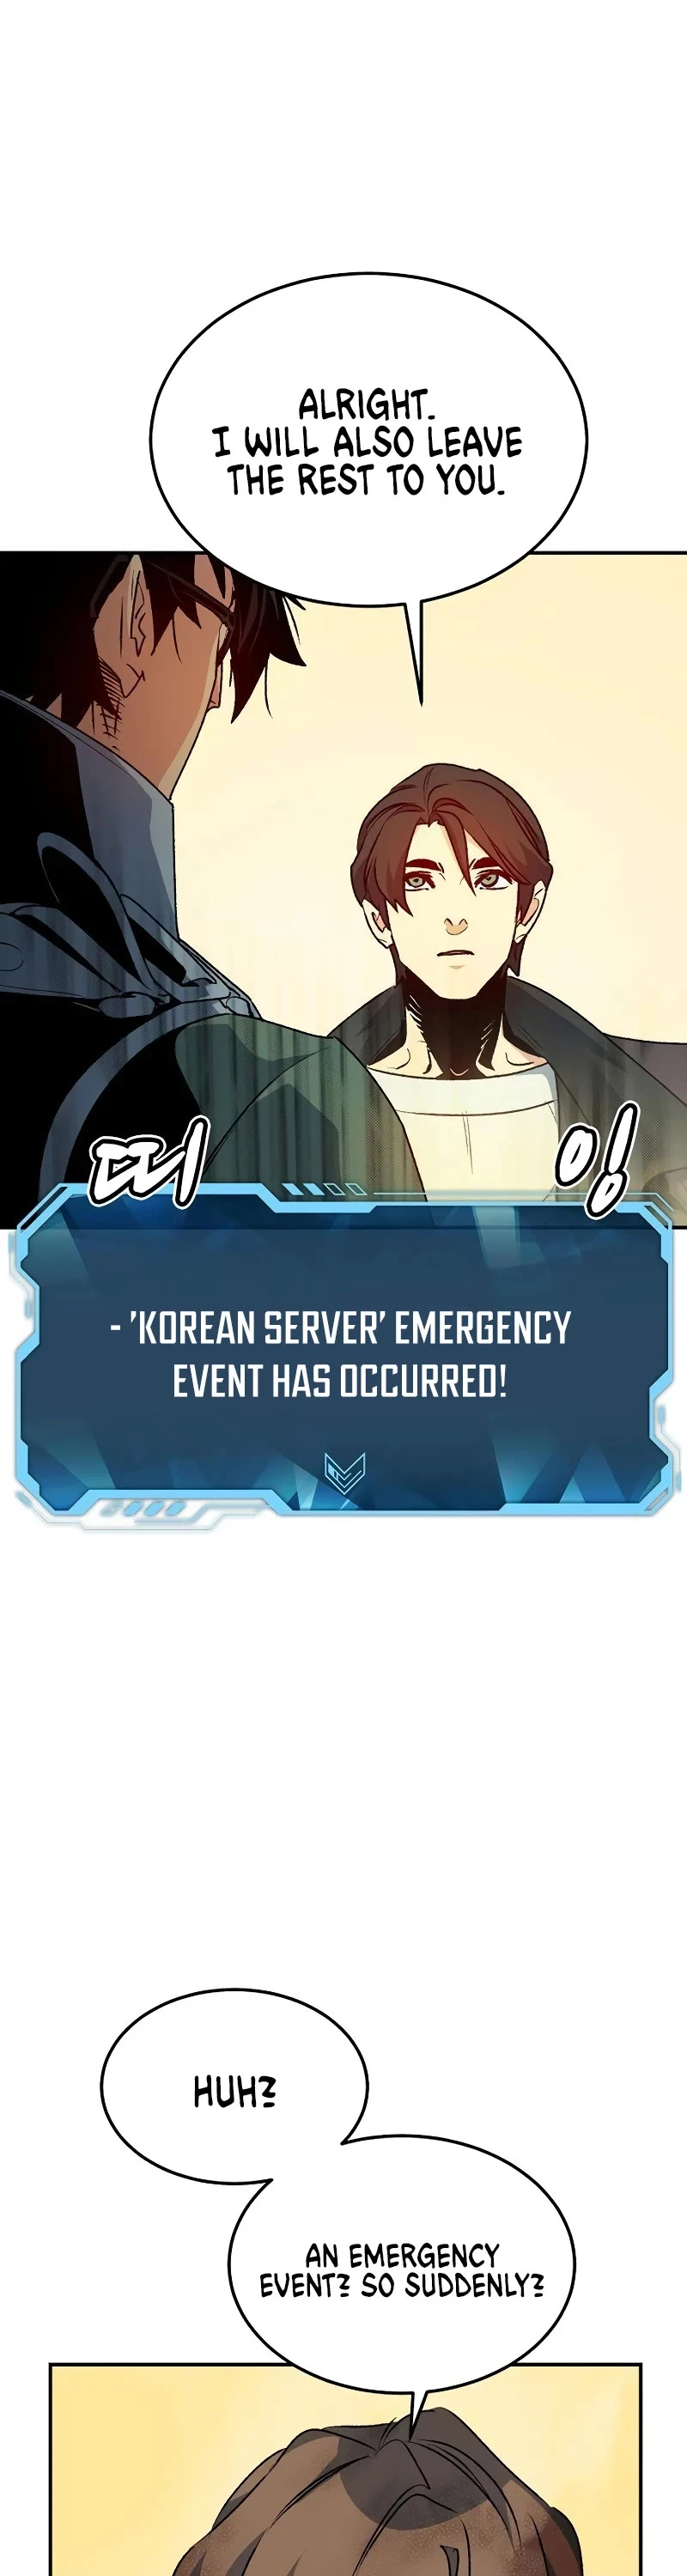 ALRIGHT.
I WILL ALSO LEAVE
THE REST TO YOU.
띠 이!
- 'KOREAN SERVER' EMERGENCY
EVENT HAS OCCURRED!
HUH?
AN EMERGENCY
EVENT? SO SUDDENLY?